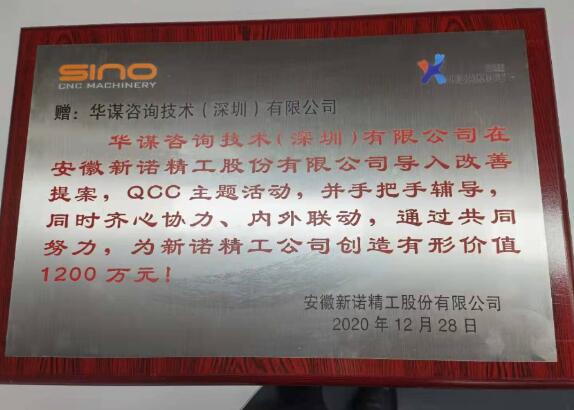 SINO
CNC MACHINERY
赠：华谋咨询技术（深圳）有限公司
华谋咨询技术(深圳)有限公司在
安徽新诺精工股份有限公司导入改善
提案，QCC主题活动，并手把手辅导，
同时齐心协力、内外联动，通过共同
努力，为新诺精工公司创造有形价值
1200万元！
安徽新诺精工股份有限公司
2020年12月28日